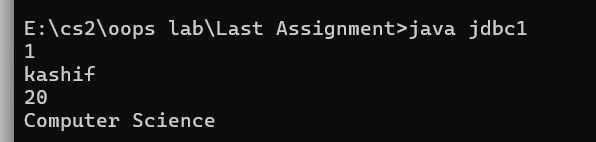 E:\cs2\oops lab\Last Assignment>java jdbc1
1
kashif
20
Computer Science